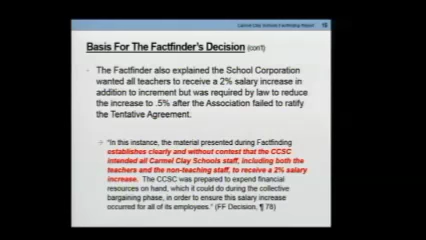 Carmel Clay Schools Factfinding Report
Basis For The Factfinder's Decision (con't)
The Factfinder also explained the School Corporation
wanted all teachers to receive a 2% salary increase in
addition to increment but was required by law to reduce
the increase to .5% after the Association failed to ratify
the Tentative Agreement.
"In this instance, the material presented during Factfinding
establishes clearly and without contest that the CCSC
intended all Carmel Clay Schools staff, including both the
teachers and the non-teaching staff, to receive a 2% salary
increase. The CCSC was prepared to expend financial
resources on hand, which it could do during the collective
bargaining phase, in order to ensure this salary increase
occurred for all of its employees." (FF Decision, ¶ 78)